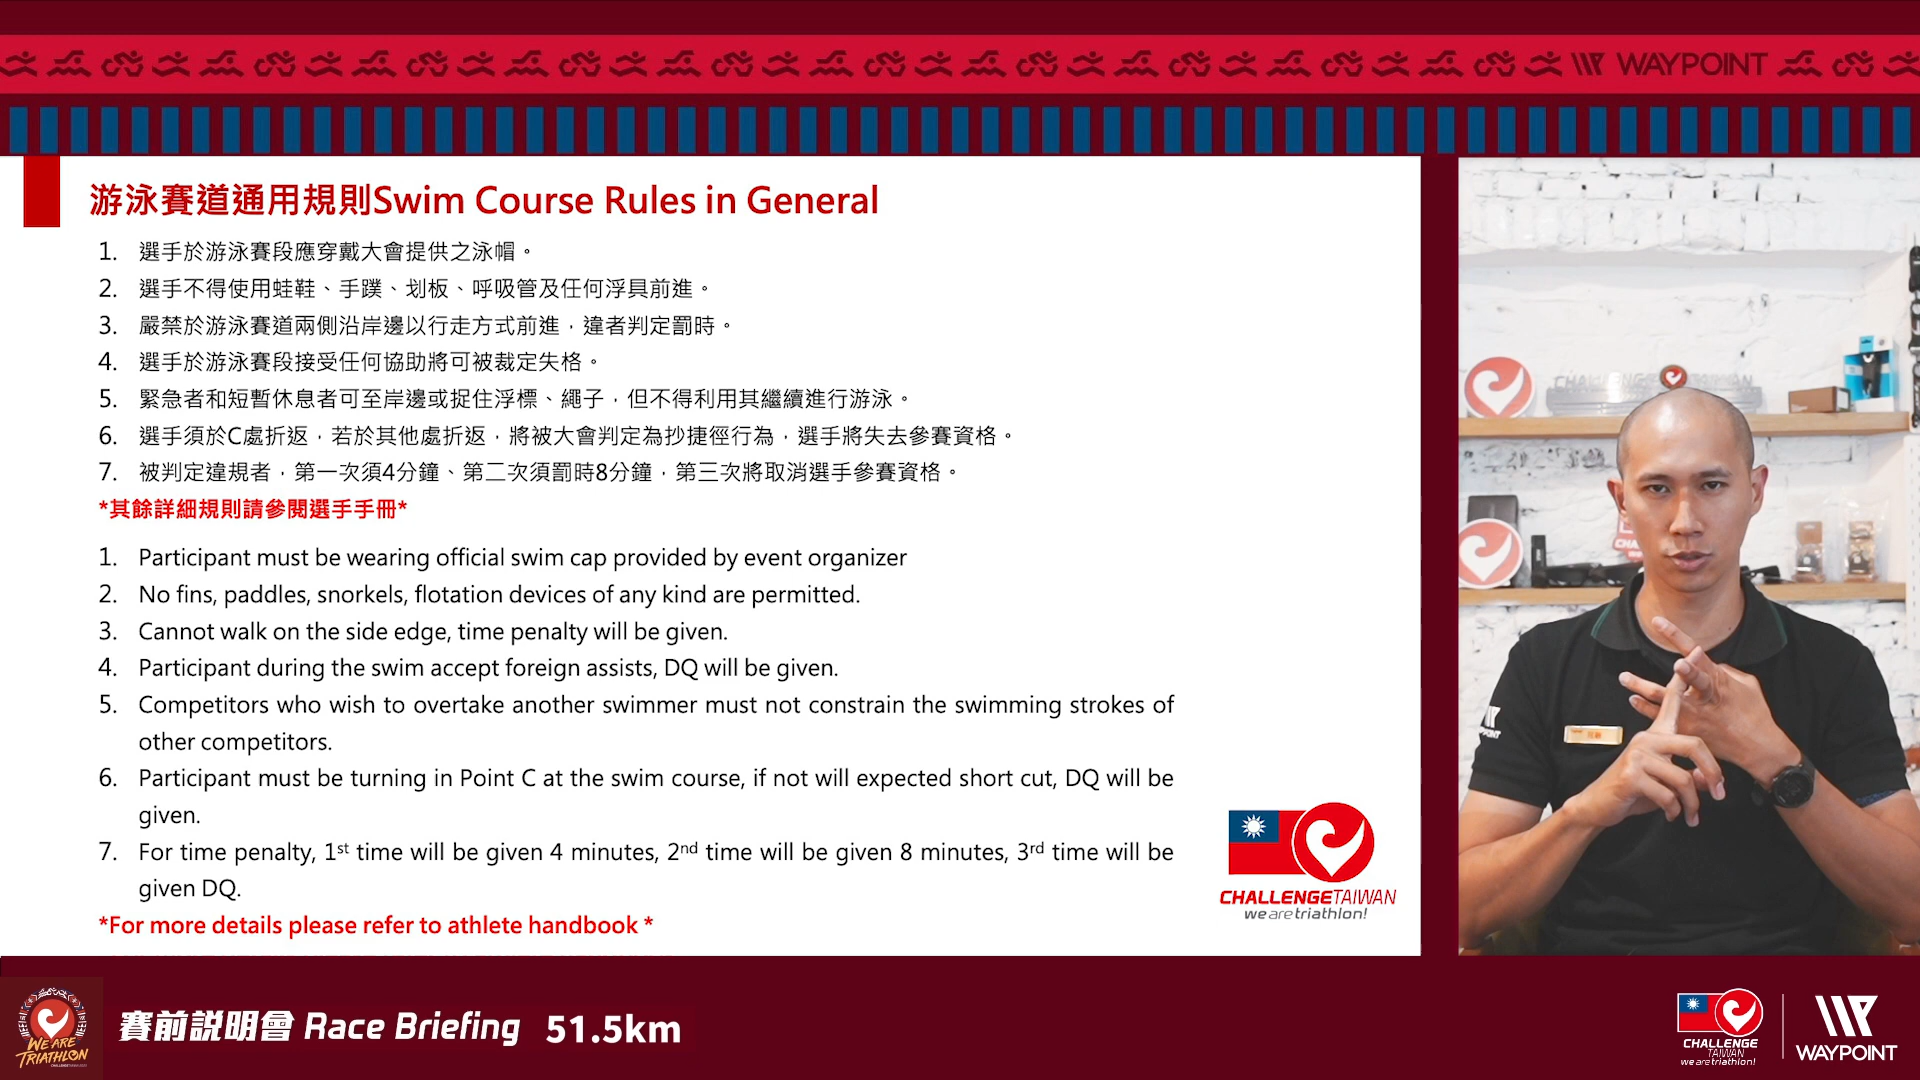 WAYPOINT
游泳賽道通用規則Swim Course Rules in General
1. 選手於游泳賽段應穿戴大會提供之泳帽。
2. 選手不得使用蛙鞋、手蹼、划板、呼吸管及任何浮具前進。
3. 嚴禁於游泳賽道兩側沿岸邊以行走方式前進，違者判定罰時。
4. 選手於游泳賽段接受任何協助將可被裁定失格。
5. 緊急者和短暫休息者可至岸邊或捉住浮標、繩子，但不得利用其繼續進行游泳。
6. 選手須於C處折返，若於其他處折返，將被大會判定為抄捷徑行為，選手將失去參賽資格。
7. 被判定違規者，第一次須4分鐘、第二次須罰時8分鐘，第三次將取消選手參賽資格。
*其餘詳細規則請參閱選手手冊*
1. Participant must be wearing official swim cap provided by event organizer
2. No fins, paddles, snorkels, flotation devices of any kind are permitted.
3. Cannot walk on the side edge, time penalty will be given.
4. Participant during the swim accept foreign assists, DQ will be given.
5. Competitors who wish to overtake another swimmer must not constrain the swimming strokes of
other competitors.
6. Participant must be turning in Point C at the swim course, if not will expected short cut, DQ will be
given.
7. For time penalty, 1st time will be given 4 minutes, 2nd time will be given 8 minutes, 3rd time will be
given DQ.
*For more details please refer to athlete handbook *
CHALLENGETAIWAN
we are triathlon!
CHALLENGE TAIWAN
WE ARE
TRIATHLON
賽前説明會 Race Briefing 51.5km
CHALLENGE
TAIWAN
we are triathlon!
WAYPOINT